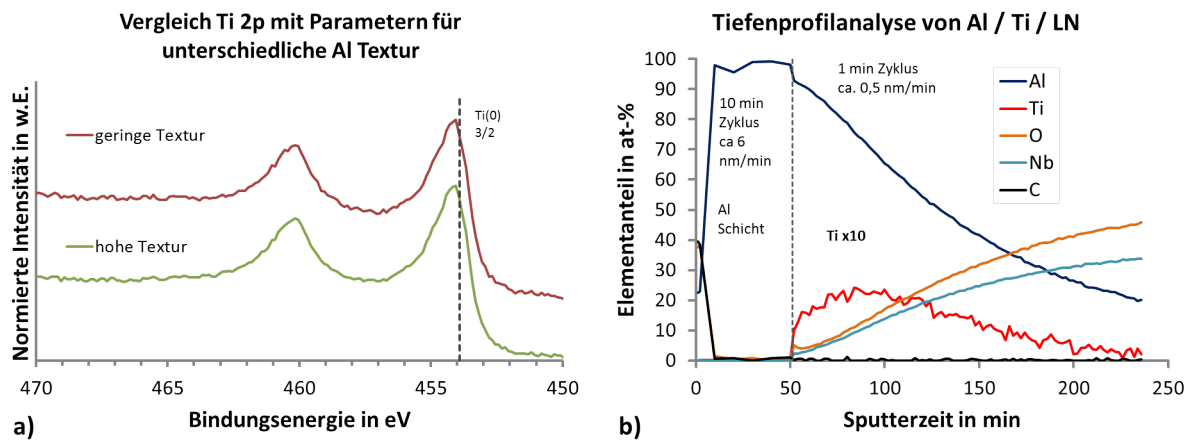 Vergleich Ti 2p mit Parametern für
unterschiedliche Al Textur
Normierte Intensität in w.E.
geringe Textur
hohe Textur
Ti(0)
3/2
470
465
460
454
450
Bindungsenergie in eV
a)
Tiefenprofilanalyse von Al / Ti / LN
Elementanteil in at-%
100
90
80
70
60
50
40
30
20
10
0
10 min
Zyklus
ca 6
nm/min
Al
Schicht
1 min Zyklus
ca. 0,5 nm/min
Ti x10
Al
Ti
O
Nb
C
0
50
100
150
200
250
Sputterzeit in min
b)